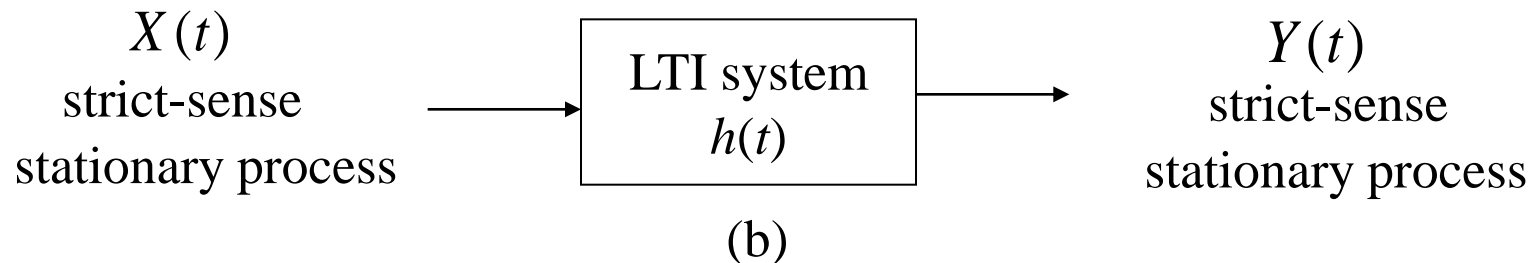 X(t)
strict-sense
stationary process
LTI system
h(t)
Y(t)
strict-sense
stationary process
(b)